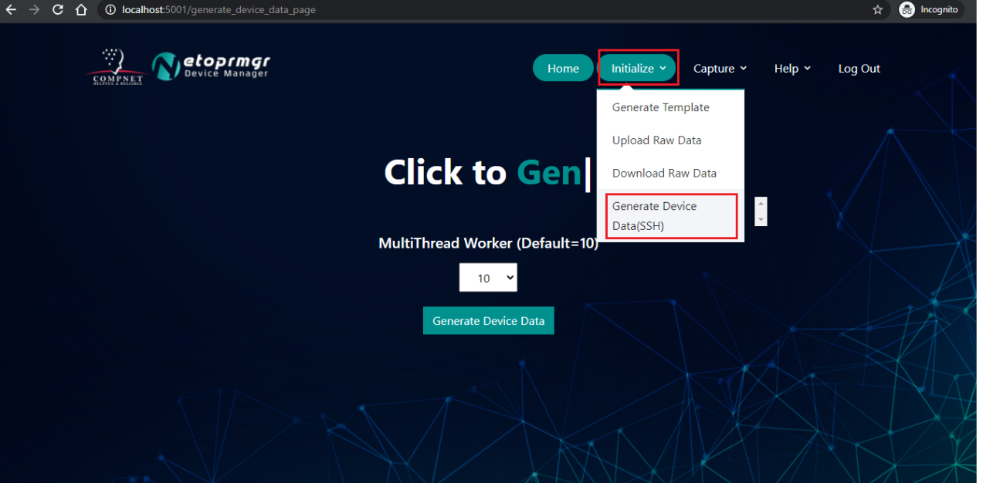 localhost:5001/generate_device_data_page
Incognito
COMPNET
HELPFUL & RELIABLE
etoprmgr
Device Manager
Home
Initialize
Capture
Help
Log Out
Generate Template
Upload Raw Data
Download Raw Data
Generate Device
Data(SSH)
Click to Gen|
MultiThread Worker (Default=10)
10
Generate Device Data